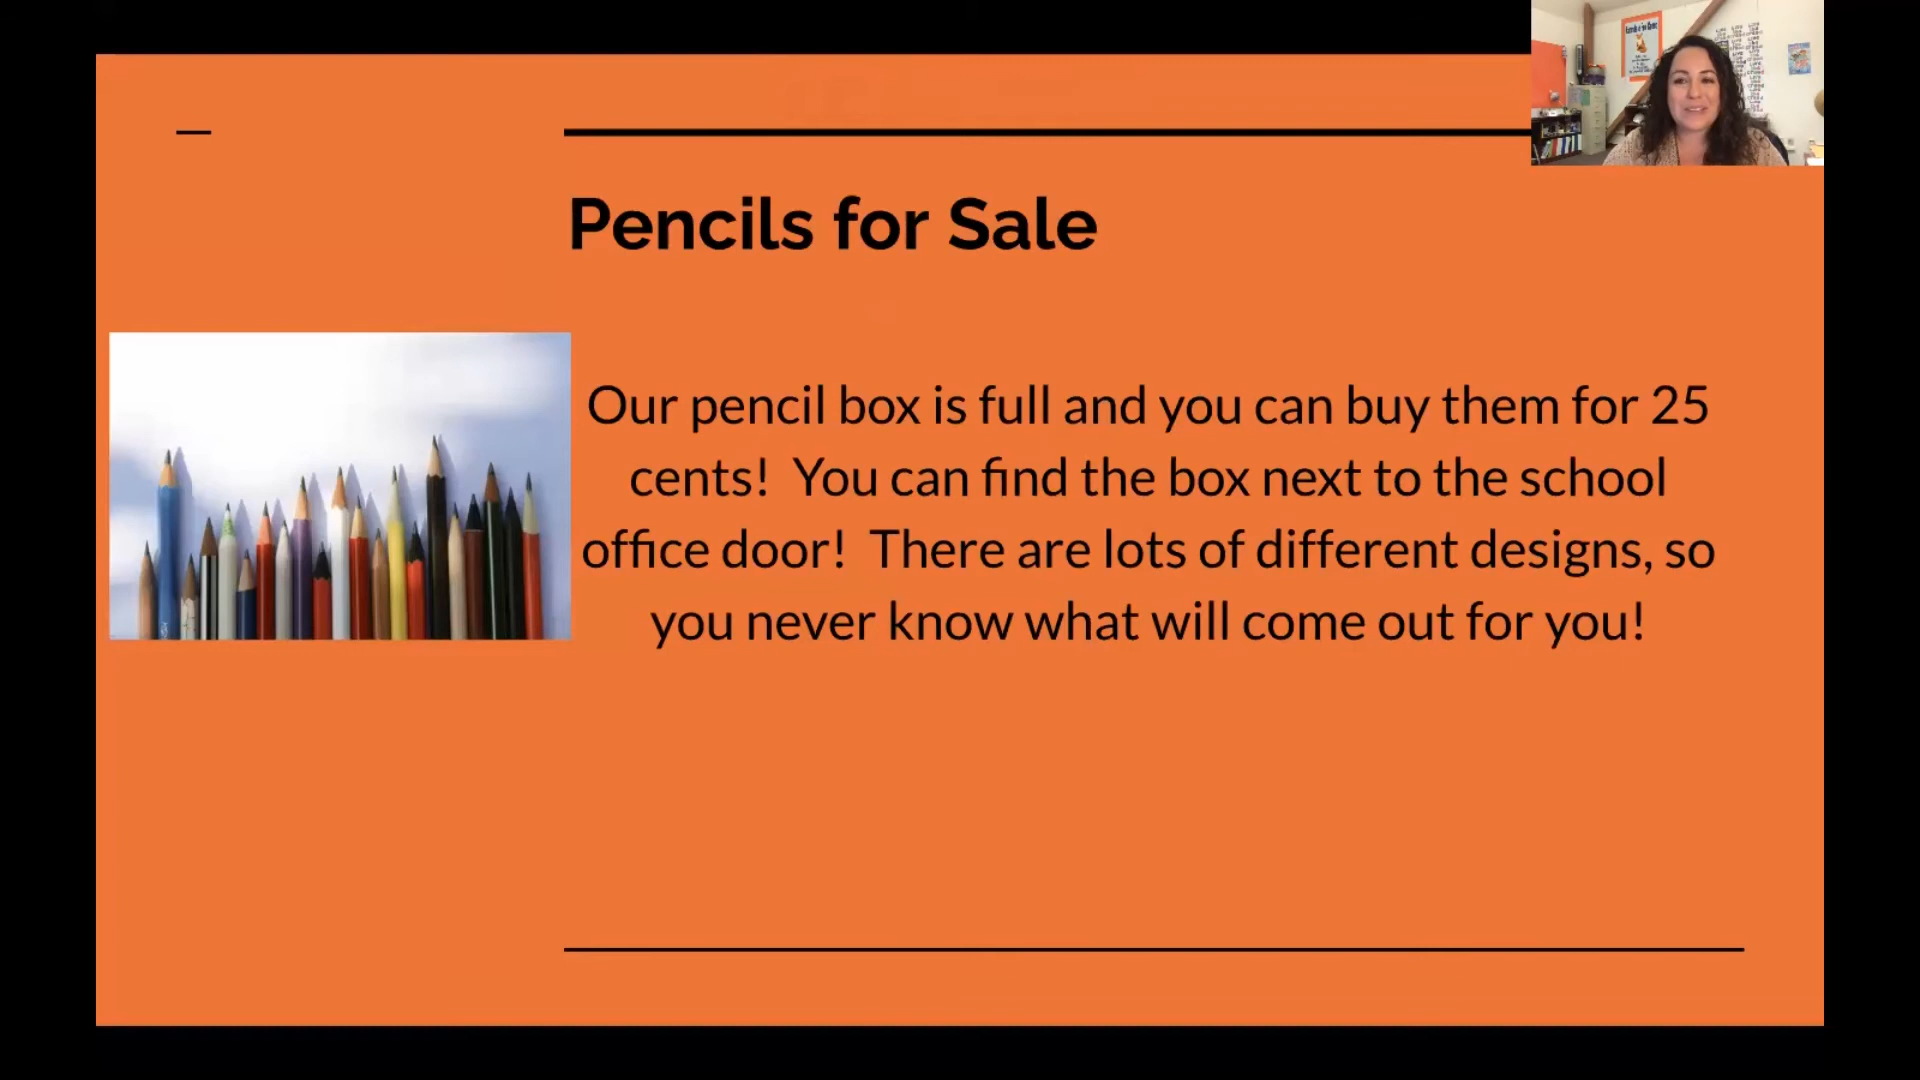 Pencils for Sale
Our pencil box is full and you can buy them for 25
cents!  You can find the box next to the school
office door!  There are lots of different designs, so
you never know what will come out for you!